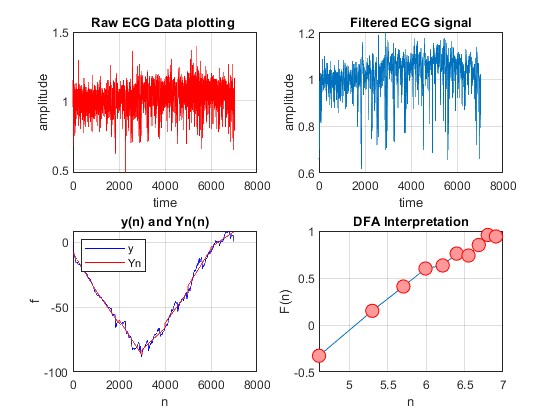 Raw ECG Data plotting
1.5
1
0.5
amplitude
0 2000 4000 6000 8000
time
Filtered ECG signal
1.2
1
0.8
0.6
amplitude
0 2000 4000 6000 8000
time
y(n) and Yn(n)
y
Yn
0
-50
-100
f
0 2000 4000 6000 8000
n
DFA Interpretation
1
0.5
0
-0.5
F(n)
5 5.5 6 6.5 7
n